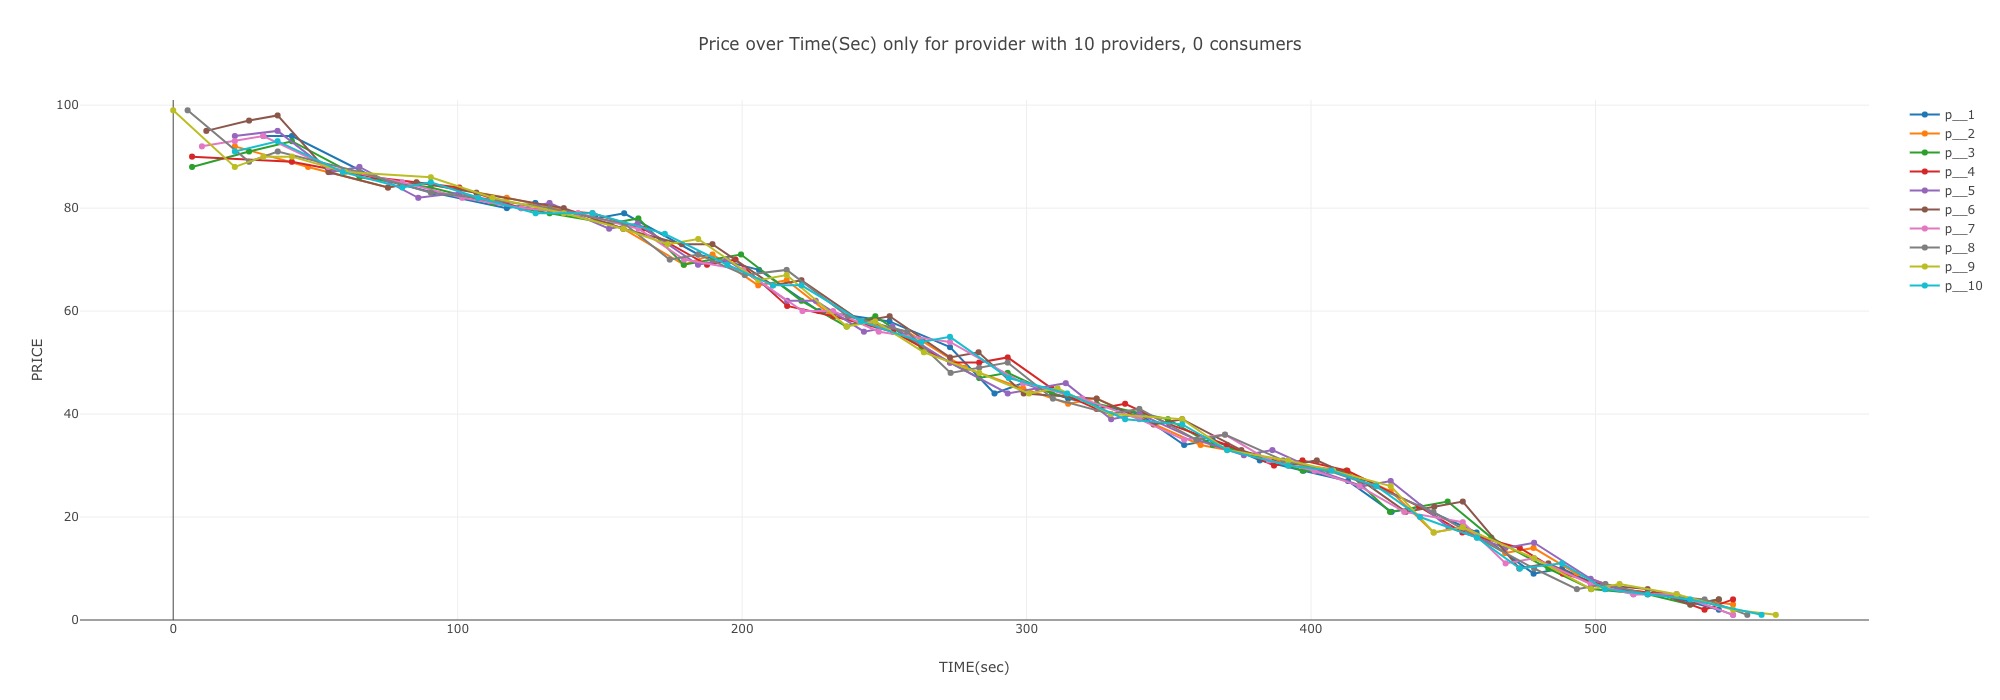 Price over Time(Sec) only for provider with 10 providers, 0 consumers
100
80
60
40
20
0
PRICE
0 100 200 300 400 500
TIME(sec)
p__1
p__2
p__3
p__4
p__5
p__6
p__7
p__8
p__9
p__10